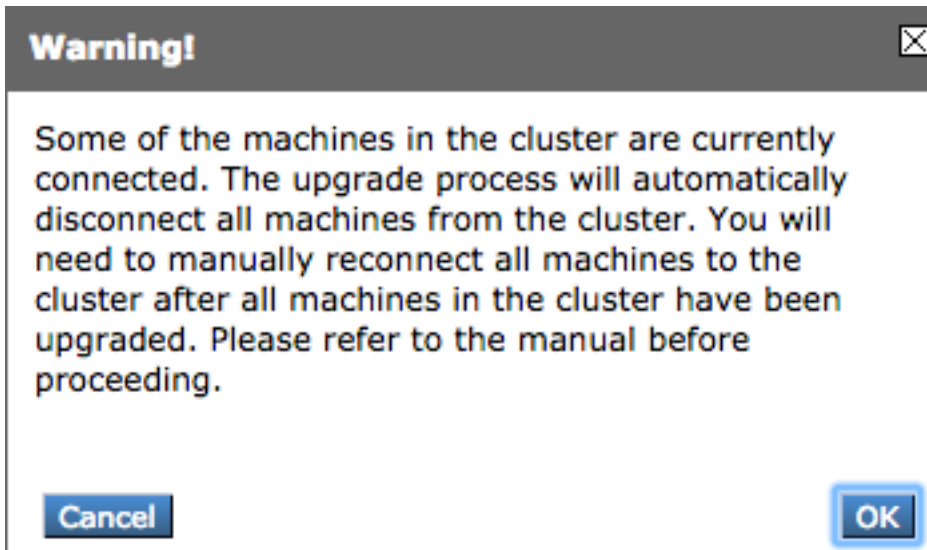 Warning!
Some of the machines in the cluster are currently
connected. The upgrade process will automatically
disconnect all machines from the cluster. You will
need to manually reconnect all machines to the
cluster after all machines in the cluster have been
upgraded. Please refer to the manual before
proceeding.
Cancel
OK